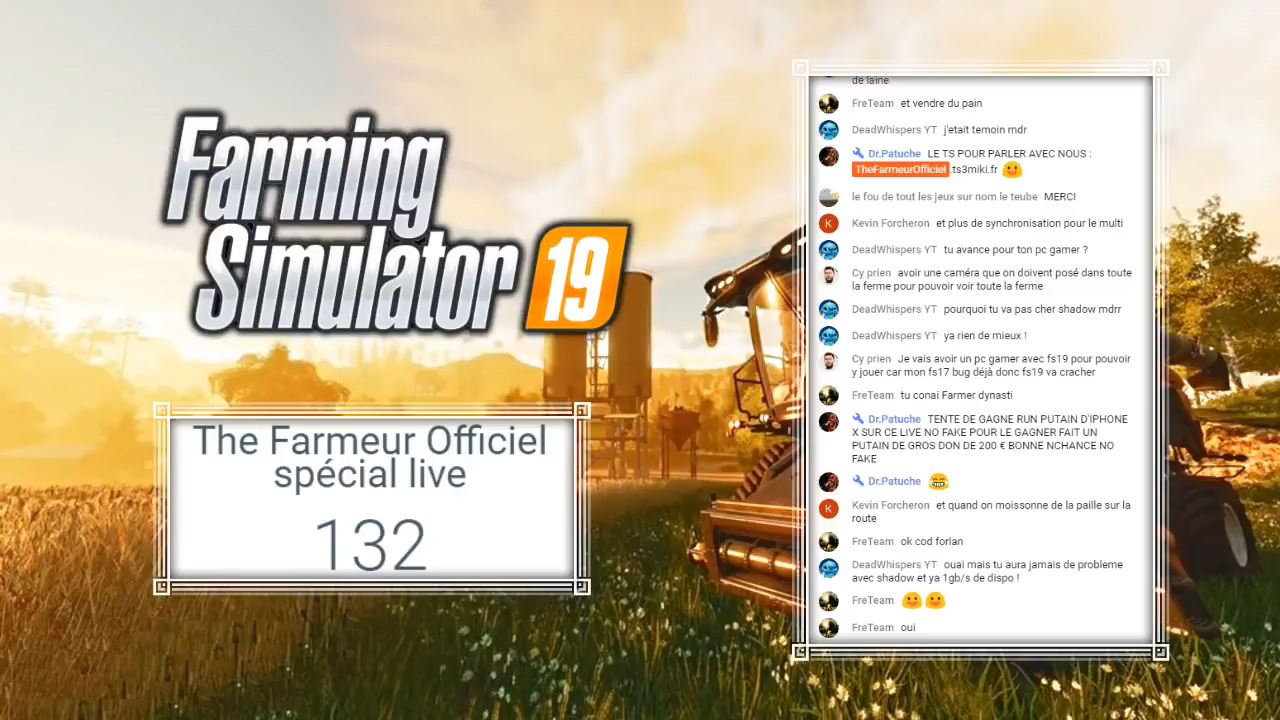 Farming
Simulator 19
The Farmeur Officiel
spécial live
132
de laine
FreTeam et vendre du pain
DeadWhispers YT j'etait temoin mdr
Dr.Patuche LE TS POUR PARLER AVEC NOUS :
TheFarmeurOfficiel.ts3miki.fr
le fou de tout les jeux sur nom le teube MERCI
K Kevin Forcheron et plus de synchronisation pour le multi
DeadWhispers YT tu avance pour ton pc gamer ?
Cy prien avoir une caméra que on doivent posé dans toute
la ferme pour pouvoir voir toute la ferme
DeadWhispers YT pourquoi tu va pas cher shadow mdrr
DeadWhispers YT ya rien de mieux !
Cy prien Je vais avoir un pc gamer avec fs19 pour pouvoir
y jouer car mon fs17 bug déjà donc fs19 va cracher
FreTeam tu conai Farmer dynasti
Dr.Patuche TENTE DE GAGNE RUN PUTAIN D'IPHONE
X SUR CE LIVE NO FAKE POUR LE GAGNER FAIT UN
PUTAIN DE GROS DON DE 200 € BONNE NCHANCE NO
FAKE
Dr.Patuche
K Kevin Forcheron et quand on moissonne de la paille sur la
route
FreTeam ok cod forlan
DeadWhispers YT ouai mais tu aura jamais de probleme
avec shadow et ya 1gb/s de dispo !
FreTeam
FreTeam oui